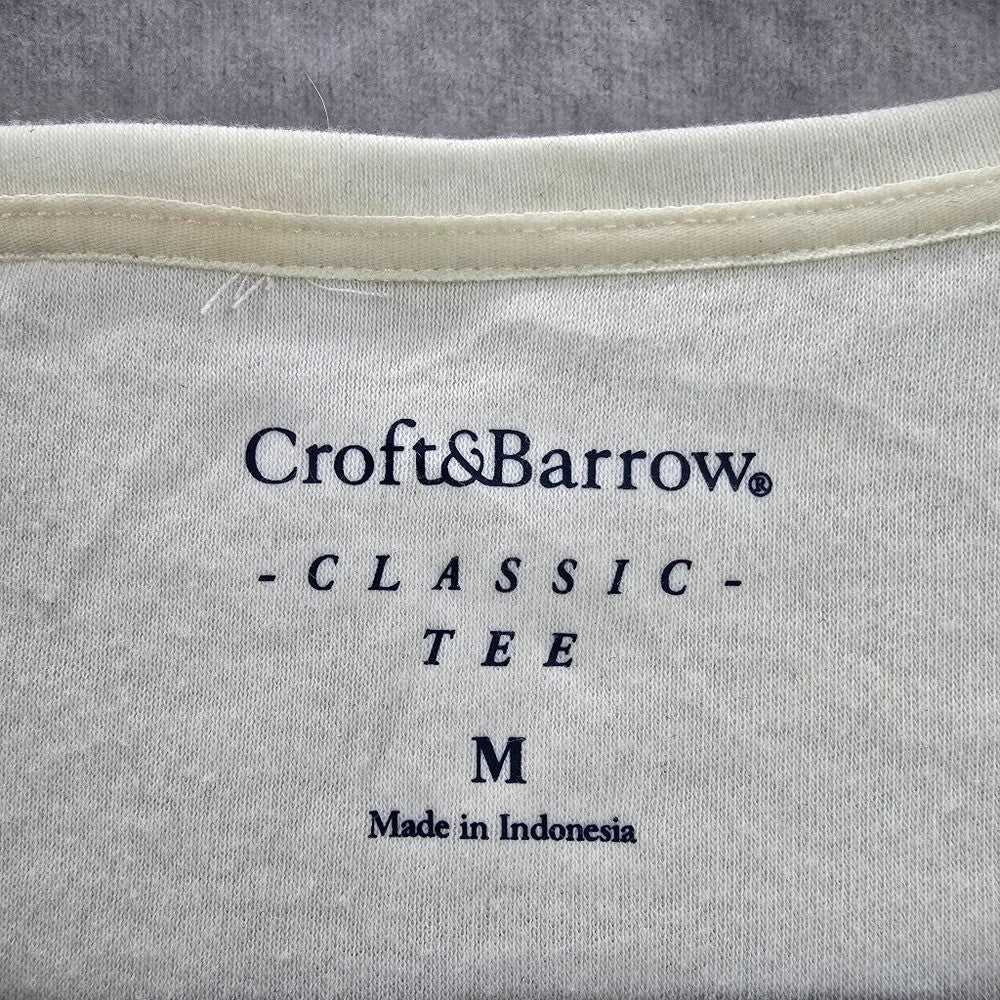 Croft&Barrow®
- CLASSIC -
TEE
M
Made in Indonesia